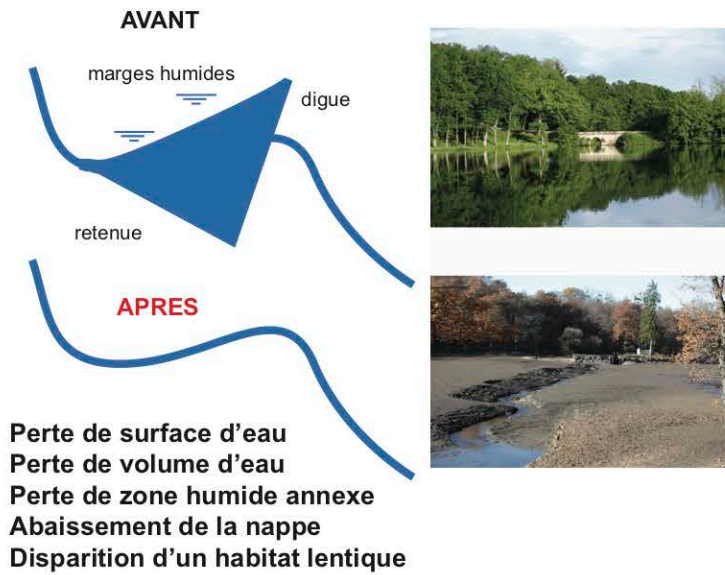 AVANT
marges humides
digue
retenue
APRES
Perte de surface d’eau
Perte de volume d’eau
Perte de zone humide annexe
Abaissement de la nappe
Disparition d’un habitat lentique